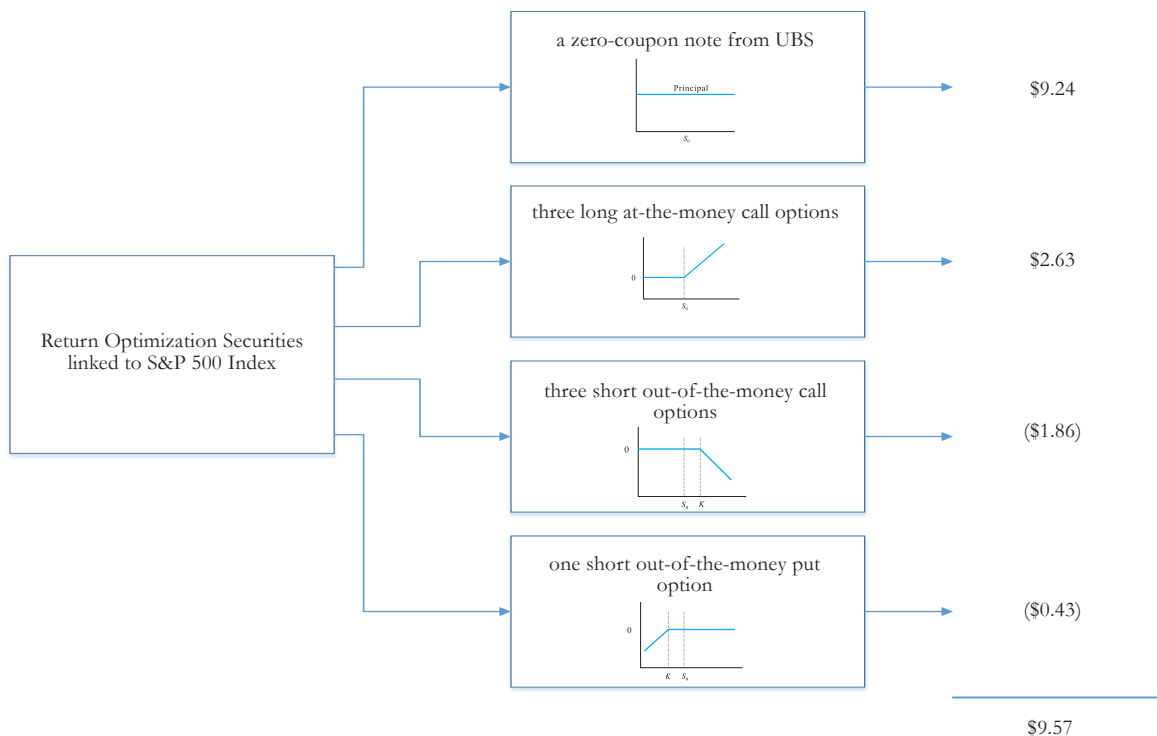 a zero-coupon note from UBS
Principal
S₀
$9.24
three long at-the-money call options
0
S₀
$2.63
Return Optimization Securities
linked to S&P 500 Index
three short out-of-the-money call
options
0
S₀ K
($1.86)
one short out-of-the-money put
option
0
K S₀
($0.43)
$9.57